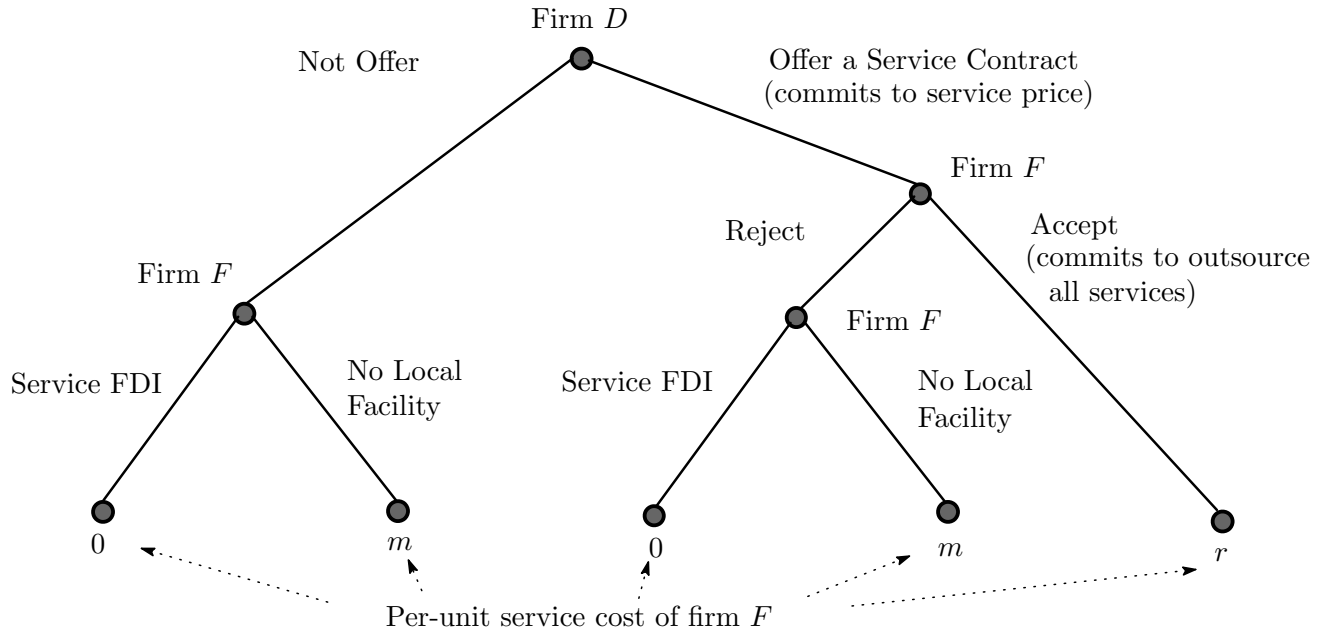 Firm D
Not Offer
Offer a Service Contract
(commits to service price)
Firm F
Reject
Accept
(commits to outsource
all services)
Firm F
Firm F
Service FDI
No Local
Facility
Service FDI
No Local
Facility
0
m
0
m
r
Per-unit service cost of firm F